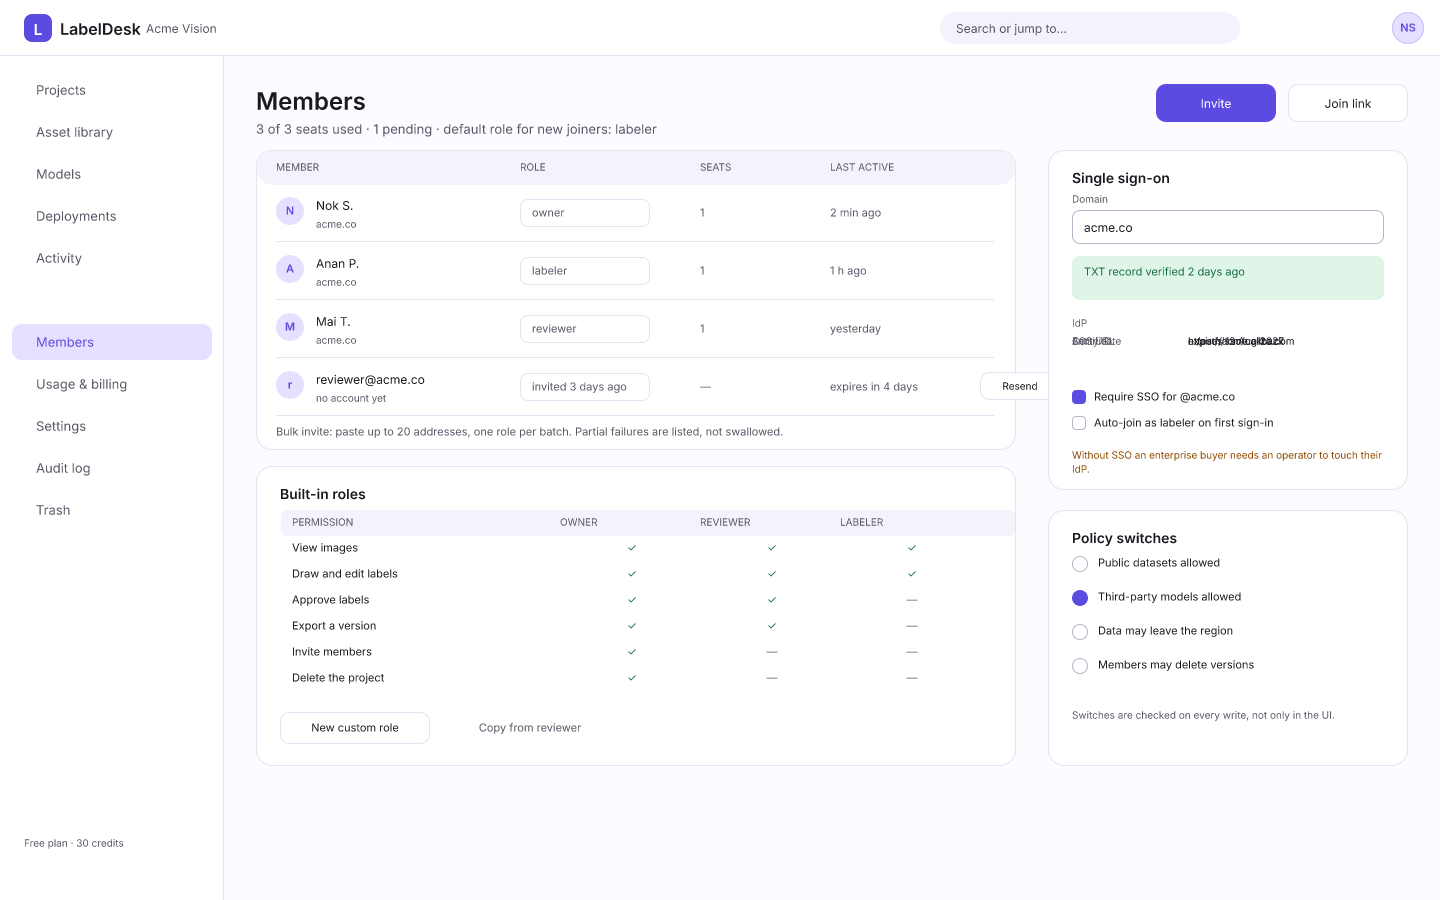 L LabelDesk Acme Vision
Search or jump to...
NS
Projects
Asset library
Models
Deployments
Activity
Members
Usage & billing
Settings
Audit log
Trash
Free plan · 30 credits
Members
3 of 3 seats used · 1 pending · default role for new joiners: labeler
Invite
Join link
MEMBER ROLE SEATS LAST ACTIVE
N Nok S. owner 1 2 min ago
acme.co
A Anan P. labeler 1 1 h ago
acme.co
M Mai T. reviewer 1 yesterday
acme.co
r reviewer@acme.co invited 3 days ago — expires in 4 days Resend
no account yet
Bulk invite: paste up to 20 addresses, one role per batch. Partial failures are listed, not swallowed.
Built-in roles
PERMISSION OWNER REVIEWER LABELER
View images ✓ ✓ ✓
Draw and edit labels ✓ ✓ ✓
Approve labels ✓ ✓ —
Export a version ✓ ✓ —
Invite members ✓ — —
Delete the project ✓ — —
New custom role
Copy from reviewer
Single sign-on
Domain
acme.co
TXT record verified 2 days ago
IdP
Require SSO for @acme.co
Auto-join as labeler on first sign-in
Without SSO an enterprise buyer needs an operator to touch their
IdP.
Policy switches
Public datasets allowed
Third-party models allowed
Data may leave the region
Members may delete versions
Switches are checked on every write, not only in the UI.